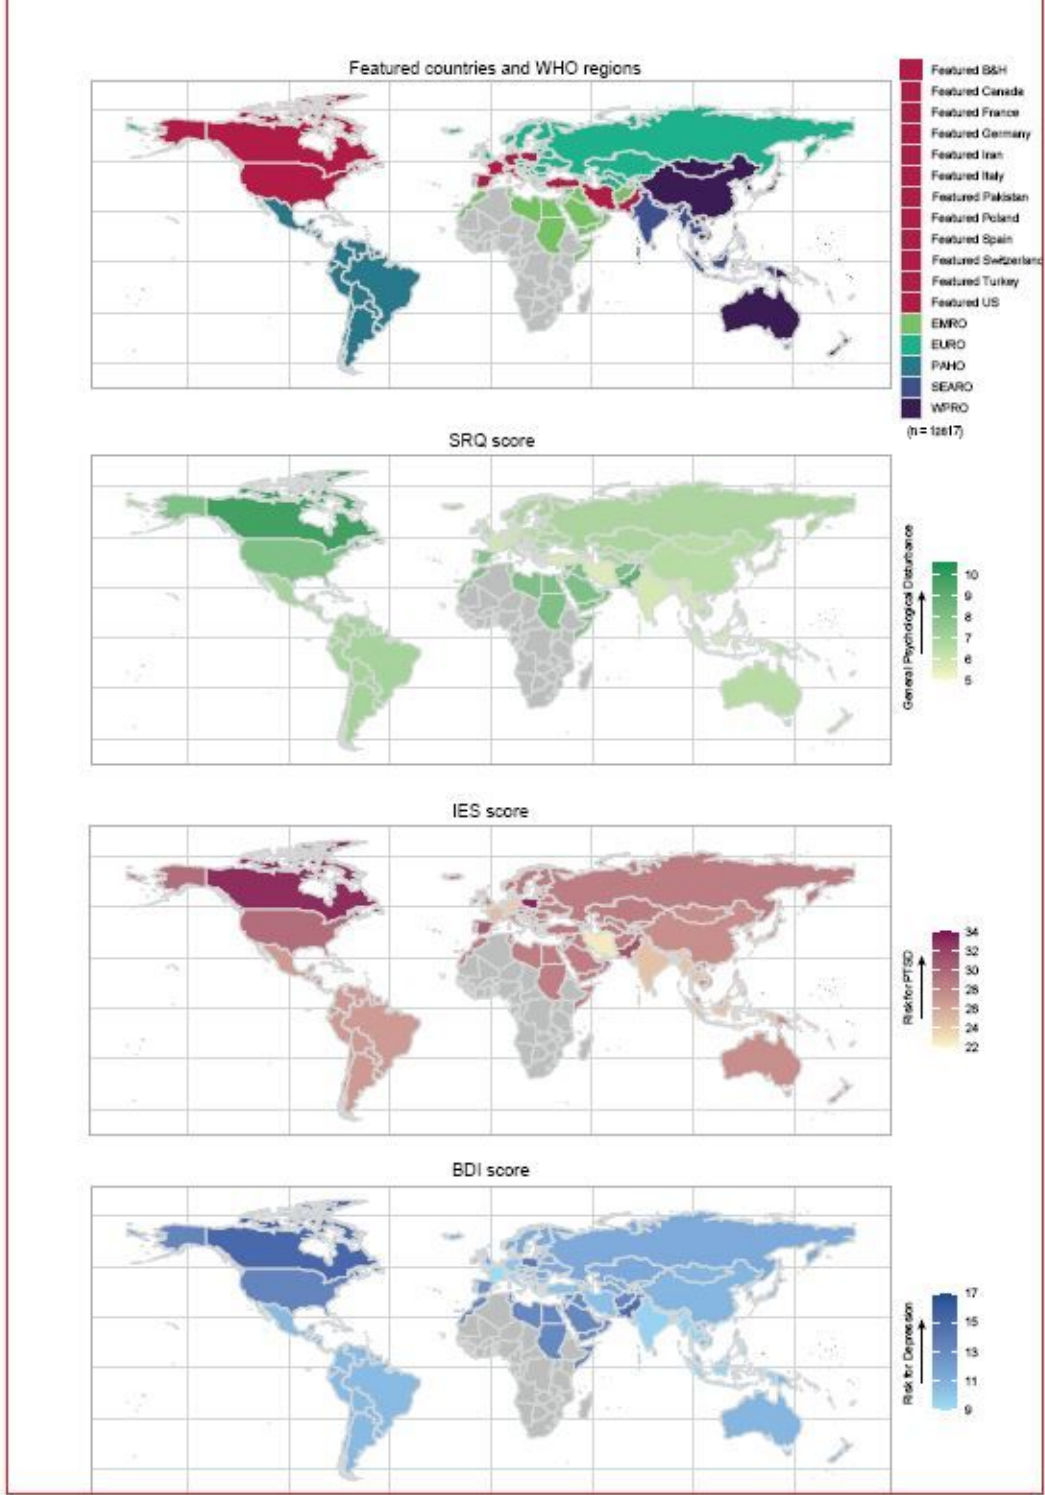 Featured countries and WHO regions
Featured B&H
Featured Canada
Featured France
Featured Germany
Featured Iran
Featured Italy
Featured Pakistan
Featured Poland
Featured Spain
Featured Switzerland
Featured Turkey
Featured US
EMRO
EURO
PAHO
SEARO
WPRO
(n = 12617)
SRQ score
General Psychological Disturbance
10
9
8
7
6
5
IES score
Risk for PTSD
34
32
30
28
26
24
22
BDI score
Risk for Depression
17
15
13
11
9